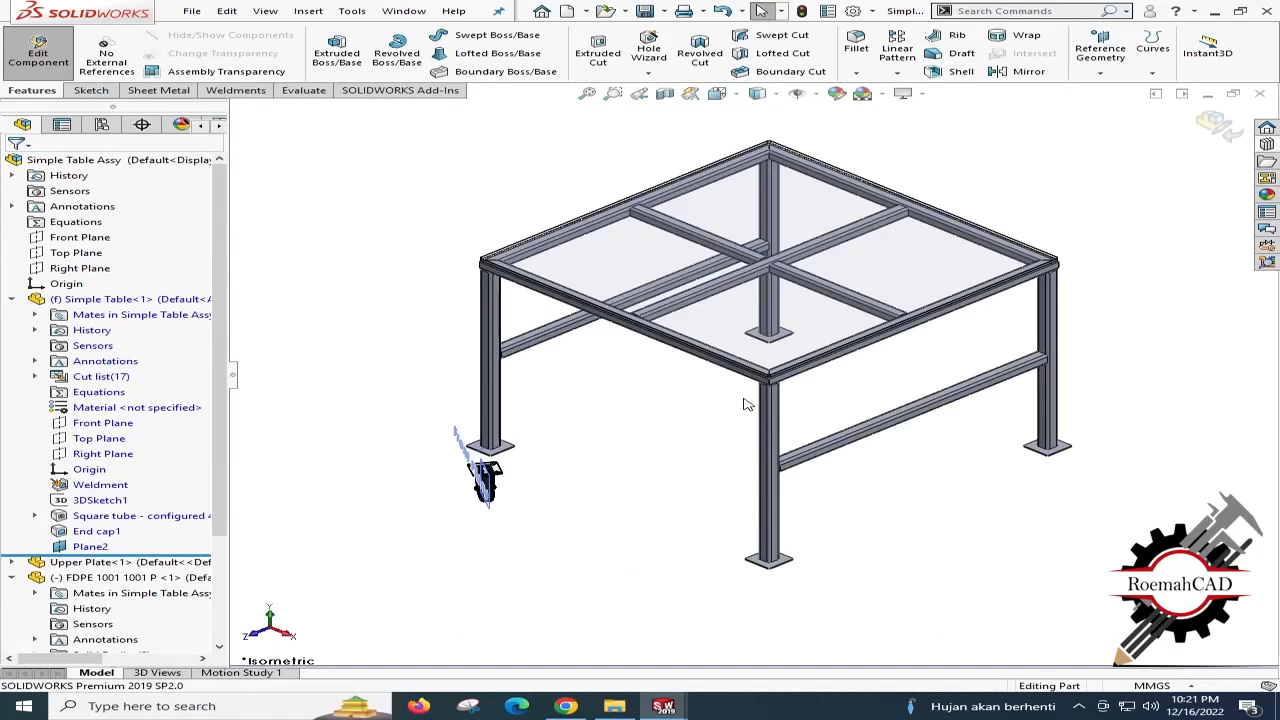 SOLIDWORKS File Edit View Insert Tools Window Help Simpl... Search Commands ?
Edit Component
No External References
Hide/Show Components
Change Transparency
Assembly Transparency
Extruded Boss/Base
Revolved Boss/Base
Swept Boss/Base
Lofted Boss/Base
Boundary Boss/Base
Extruded Cut
Hole Wizard
Revolved Cut
Swept Cut
Lofted Cut
Boundary Cut
Fillet
Linear Pattern
Rib
Draft
Shell
Wrap
Intersect
Mirror
Reference Geometry
Curves
Instant3D
Features Sketch Sheet Metal Weldments Evaluate SOLIDWORKS Add-Ins
Simple Table Assy (Default<Display
History
Sensors
Annotations
Equations
Front Plane
Top Plane
Right Plane
Origin
(f) Simple Table<1> (Default<A
Mates in Simple Table Assy
History
Sensors
Annotations
Cut list(17)
Equations
Material <not specified>
Front Plane
Top Plane
Right Plane
Origin
Weldment
3D 3DSketch1
Square tube - configured 4
End cap1
Plane2
Upper Plate<1> (Default<<Def
(-) FDPE 1001 1001 P <1> (Defa
Mates in Simple Table Assy
History
Sensors
Annotations
Y
Z X
*Isometric
RoemahCAD
Model 3D Views Motion Study 1
SOLIDWORKS Premium 2019 SP2.0 Editing Part MMGS
Type here to search
SW 2019
Hujan akan berhenti
10:21 PM
12/16/2022
3